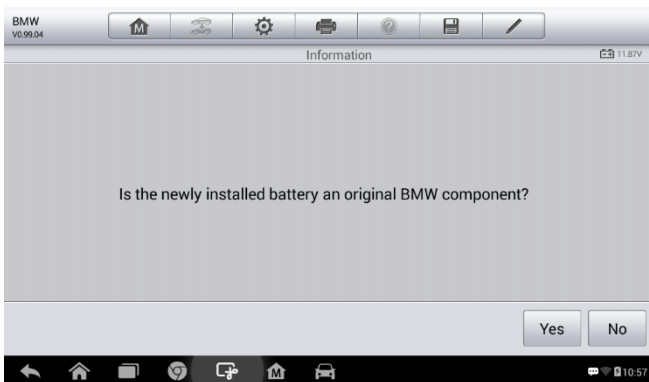 BMW
V0.99.04
M
Information
11.87V
Is the newly installed battery an original BMW component?
Yes
No
M
10:57